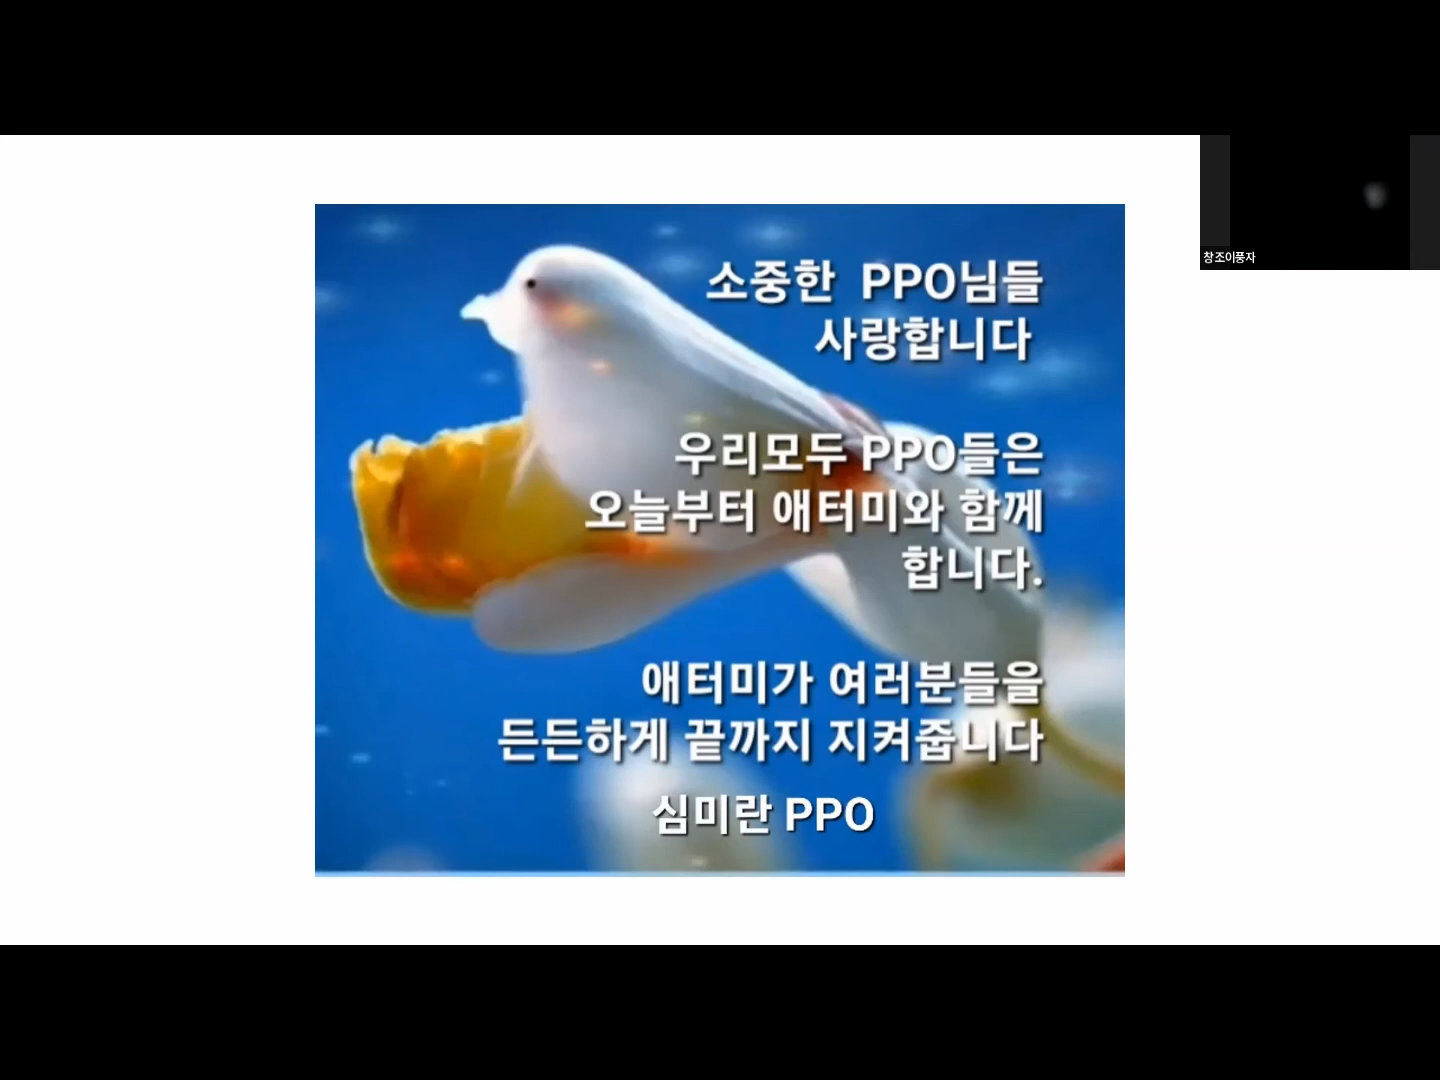 소중한 PPO님들
사랑합니다
우리모두 PPO들은
오늘부터 애터미와 함께
합니다.
애터미가 여러분들을
든든하게 끝까지 지켜줍니다
심미란 PPO
창조이풍자